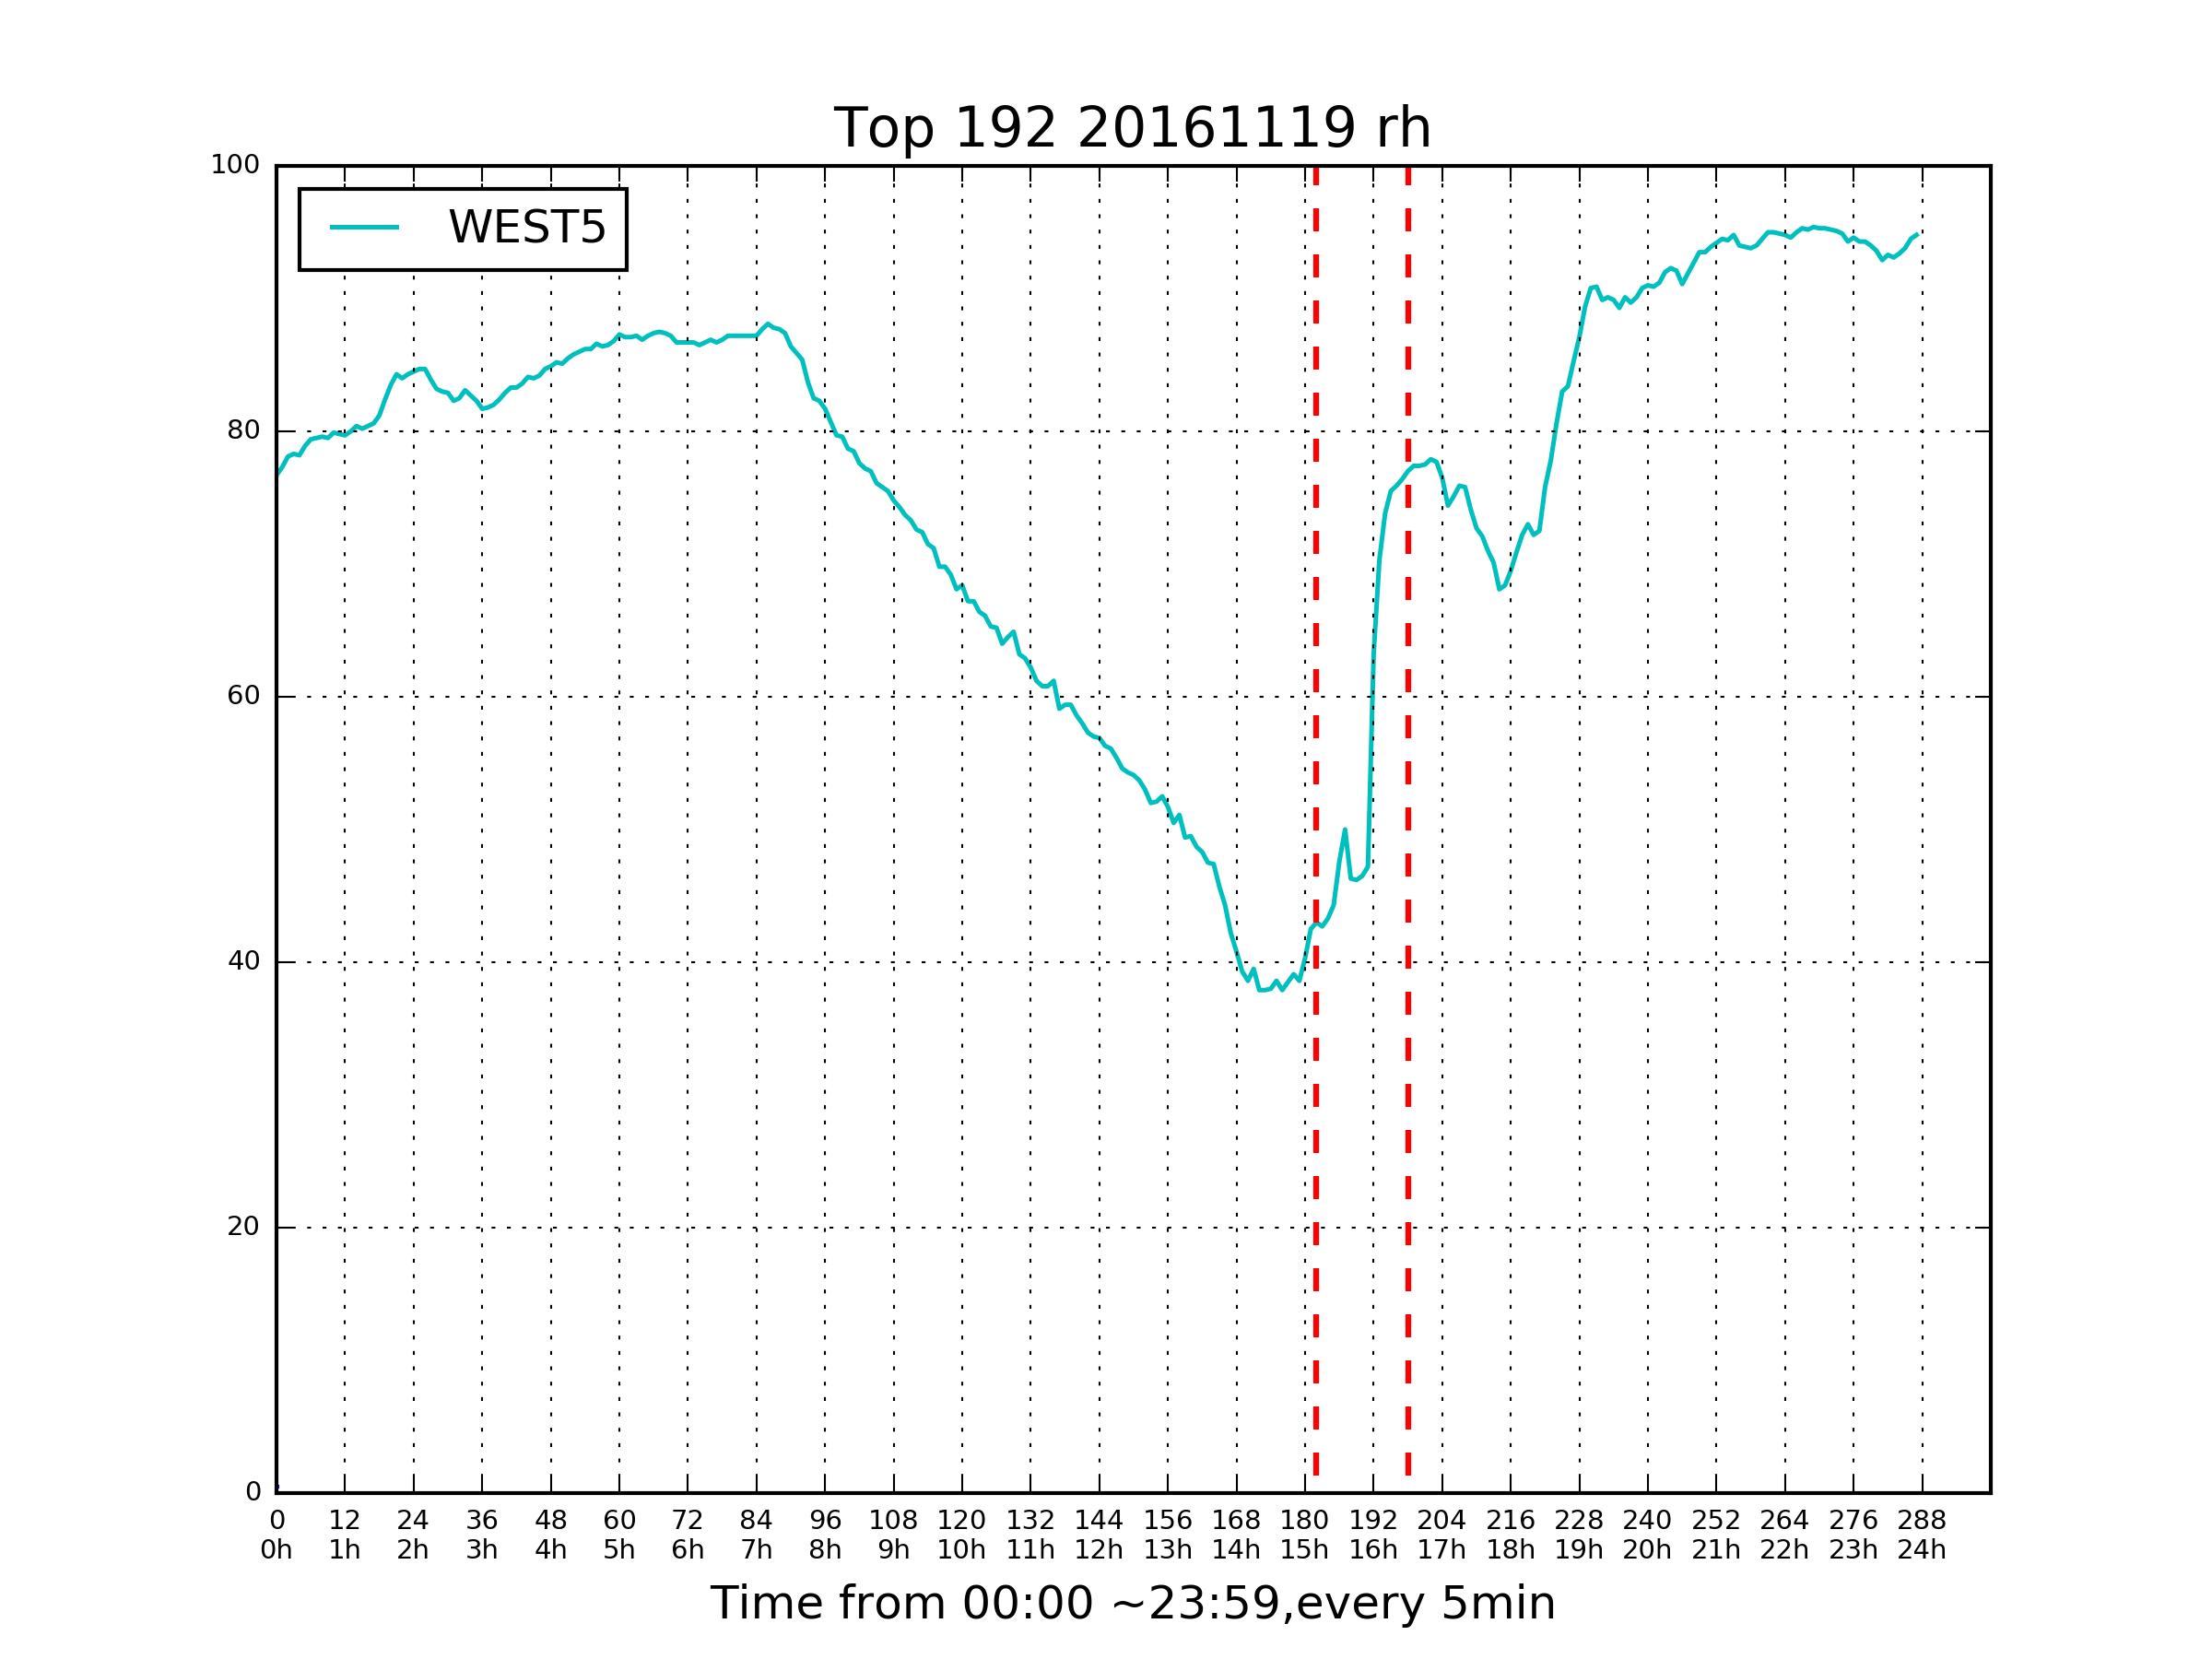 Top 192 20161119 rh
WEST5
100
80
60
40
20
0
0 12 24 36 48 60 72 84 96 108 120 132 144 156 168 180 192 204 216 228 240 252 264 276 288
0h 1h 2h 3h 4h 5h 6h 7h 8h 9h 10h 11h 12h 13h 14h 15h 16h 17h 18h 19h 20h 21h 22h 23h 24h
Time from 00:00 ~23:59,every 5min